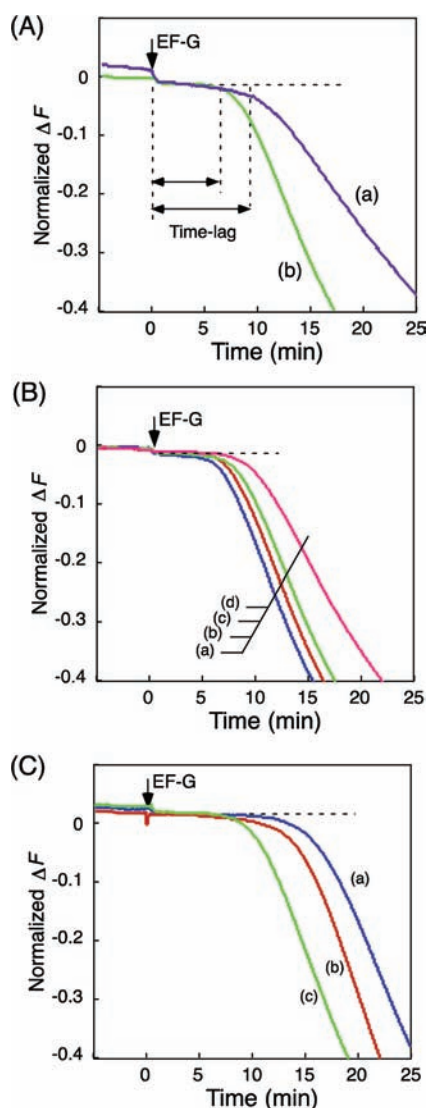 (A)
EF-G
0
-0.1
-0.2
-0.3
-0.4
Normalized ΔF
Time-lag
(a)
(b)
0 5 10 15 20 25
Time (min)
(B)
EF-G
0
-0.1
-0.2
-0.3
-0.4
Normalized ΔF
(d)
(c)
(b)
(a)
0 5 10 15 20 25
Time (min)
(C)
EF-G
0
-0.1
-0.2
-0.3
-0.4
Normalized ΔF
(a)
(b)
(c)
0 5 10 15 20 25
Time (min)